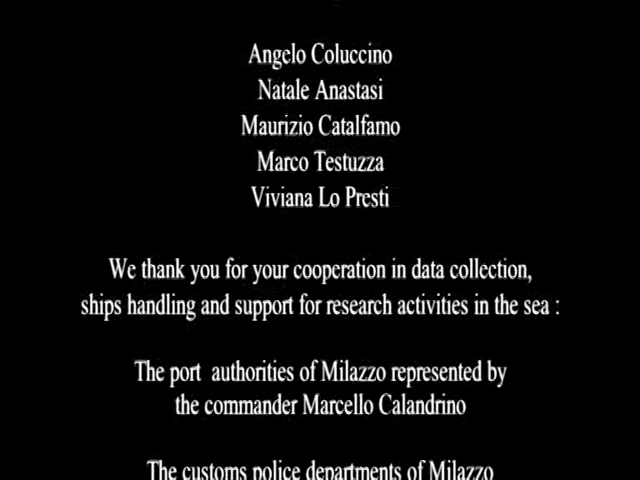 Angelo Coluccino
Natale Anastasi
Maurizio Catalfamo
Marco Testuzza
Viviana Lo Presti
We thank you for your cooperation in data collection,
ships handling and support for research activities in the sea :
The port authorities of Milazzo represented by
the commander Marcello Calandrino
The customs police departments of Milazzo